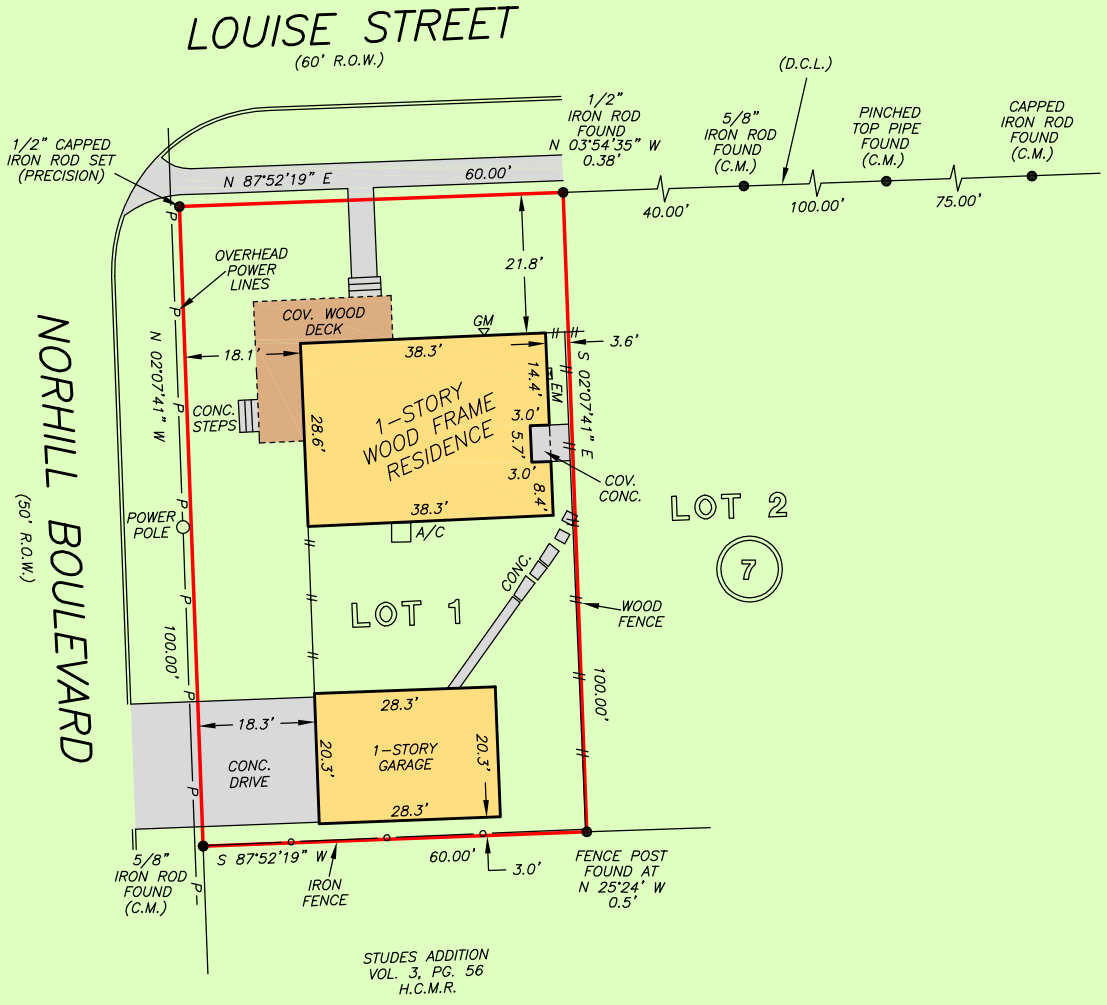 LOUISE STREET
(60' R.O.W.)
(D.C.L.)
1/2" CAPPED
IRON ROD SET
(PRECISION)
1/2"
IRON ROD
FOUND
N 03°54'35" W
0.38'
5/8"
IRON ROD
FOUND
(C.M.)
PINCHED
TOP PIPE
FOUND
(C.M.)
CAPPED
IRON ROD
FOUND
(C.M.)
N 87°52'19" E
60.00'
40.00'
100.00'
75.00'
P
OVERHEAD
POWER
LINES
21.8'
P
COV. WOOD
DECK
GM
NORHILL BOULEVARD
(50' R.O.W.)
N 02°07'41" W
100.00'
18.1'
38.3'
3.6'
14.4'
EM
S 02°07'41" E
100.00'
P
CONC.
STEPS
28.6'
1-STORY
WOOD FRAME
RESIDENCE
3.0'
5.7'
3.0'
8.4'
COV.
CONC.
P
38.3'
POWER
POLE
A/C
LOT 2
7
CONC.
P
LOT 1
WOOD
FENCE
P
28.3'
18.3'
CONC.
DRIVE
20.3'
1-STORY
GARAGE
20.3'
P
28.3'
5/8"
IRON ROD
FOUND
(C.M.)
P
S 87°52'19" W
60.00'
IRON
FENCE
3.0'
FENCE POST
FOUND AT
N 25°24' W
0.5'
STUDES ADDITION
VOL. 3, PG. 56
H.C.M.R.